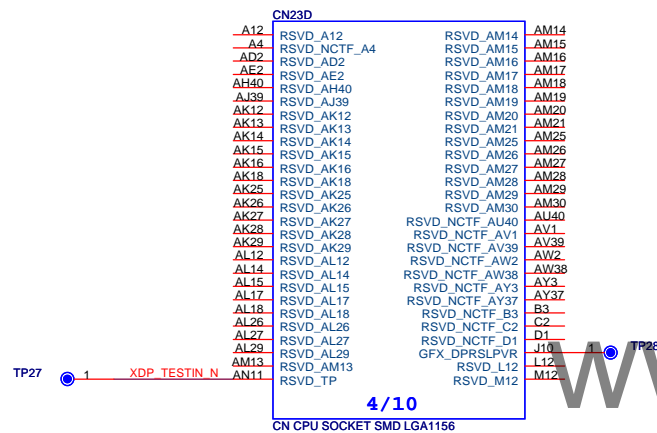 CN23D
A12 RSVD_A12 RSVD_AM14 AM14
A4 RSVD_NCTF_A4 RSVD_AM15 AM15
AD2 RSVD_AD2 RSVD_AM16 AM16
AE2 RSVD_AE2 RSVD_AM17 AM17
AH40 RSVD_AH40 RSVD_AM18 AM18
AJ39 RSVD_AJ39 RSVD_AM19 AM19
AK12 RSVD_AK12 RSVD_AM20 AM20
AK13 RSVD_AK13 RSVD_AM21 AM21
AK14 RSVD_AK14 RSVD_AM25 AM25
AK15 RSVD_AK15 RSVD_AM26 AM26
AK16 RSVD_AK16 RSVD_AM27 AM27
AK18 RSVD_AK18 RSVD_AM28 AM28
AK25 RSVD_AK25 RSVD_AM29 AM29
AK26 RSVD_AK26 RSVD_AM30 AM30
AK27 RSVD_AK27 RSVD_NCTF_AU40 AU40
AK28 RSVD_AK28 RSVD_NCTF_AV1 AV1
AK29 RSVD_AK29 RSVD_NCTF_AV39 AV39
AL12 RSVD_AL12 RSVD_NCTF_AW2 AW2
AL14 RSVD_AL14 RSVD_NCTF_AW38 AW38
AL15 RSVD_AL15 RSVD_NCTF_AY3 AY3
AL17 RSVD_AL17 RSVD_NCTF_AY37 AY37
AL18 RSVD_AL18 RSVD_NCTF_B3 B3
AL26 RSVD_AL26 RSVD_NCTF_C2 C2
AL27 RSVD_AL27 RSVD_NCTF_D1 D1
AL29 RSVD_AL29 GFX_DPRSLPVR J10 1 TP28
AM13 RSVD_AM13 RSVD_L12 L12
TP27 1 XDP_TESTIN_N AN11 RSVD_TP RSVD_M12 M12
4/10
CN CPU SOCKET SMD LGA1156